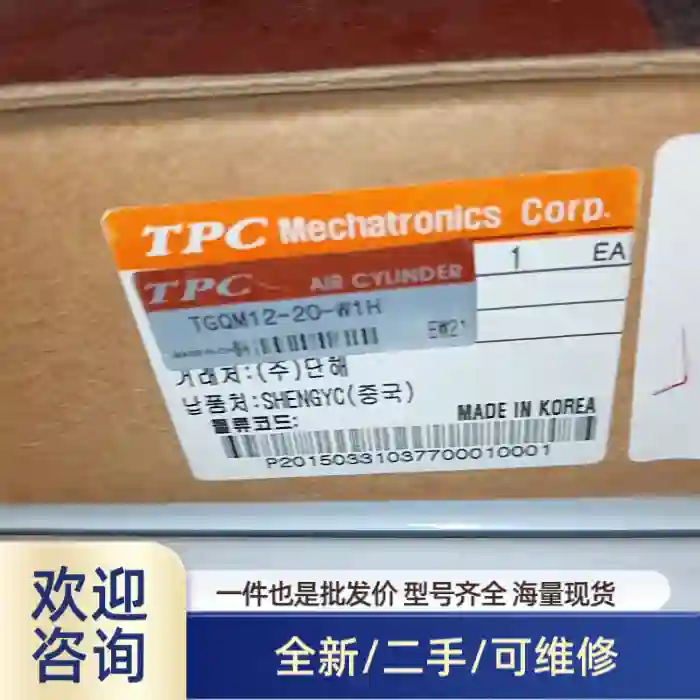 TPC Mechatronics Corp.
1 EA
TPC AIR CYLINDER
TGQM12-20-W1H
EW21
거래처:(주)단해
납품처:SHENGYC(중국)
물류코드:
MADE IN KOREA
P20150331037700010001
欢迎咨询
一件也是批发价 型号齐全 海量现货
全新/二手/可维修